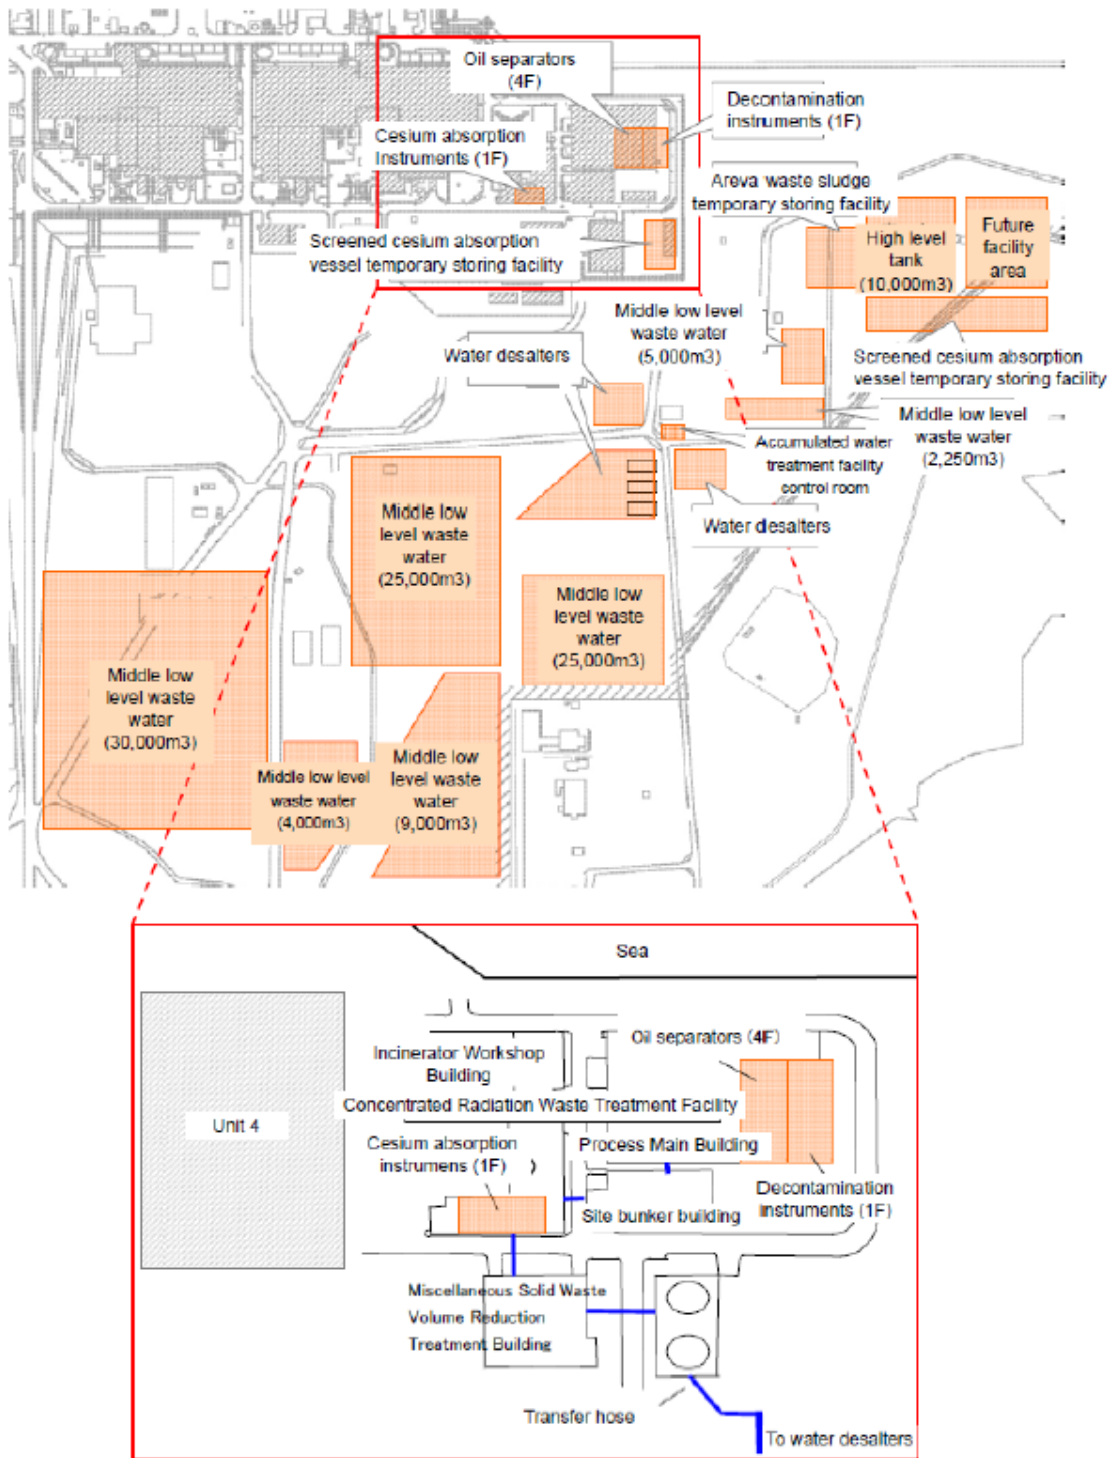 Oil separators
(4F)
Decontamination
instruments (1F)
Cesium absorption
Instruments (1F)
Areva waste sludge
temporary storing facility
High level
tank
(10,000m3)
Future
facility
area
Screened cesium absorption
vessel temporary storing facility
Middle low level
waste water
(5,000m3)
Water desalters
Screened cesium absorption
vessel temporary storing facility
Middle low level
waste water
(2,250m3)
Accumulated water
treatment facility
control room
Water desalters
Middle low
level waste
water
(25,000m3)
Middle low
level waste
water
(25,000m3)
Middle low
level waste
water
(30,000m3)
Middle low level
waste water
(4,000m3)
Middle low
level waste
water
(9,000m3)
Sea
Oil separators (4F)
Incinerator Workshop
Building
Concentrated Radiation Waste Treatment Facility
Unit 4
Process Main Building
Cesium absorption
instrumens (1F)
Decontamination
instruments (1F)
Site bunker building
Miscellaneous Solid Waste
Volume Reduction
Treatment Building
Transfer hose
To water desalters